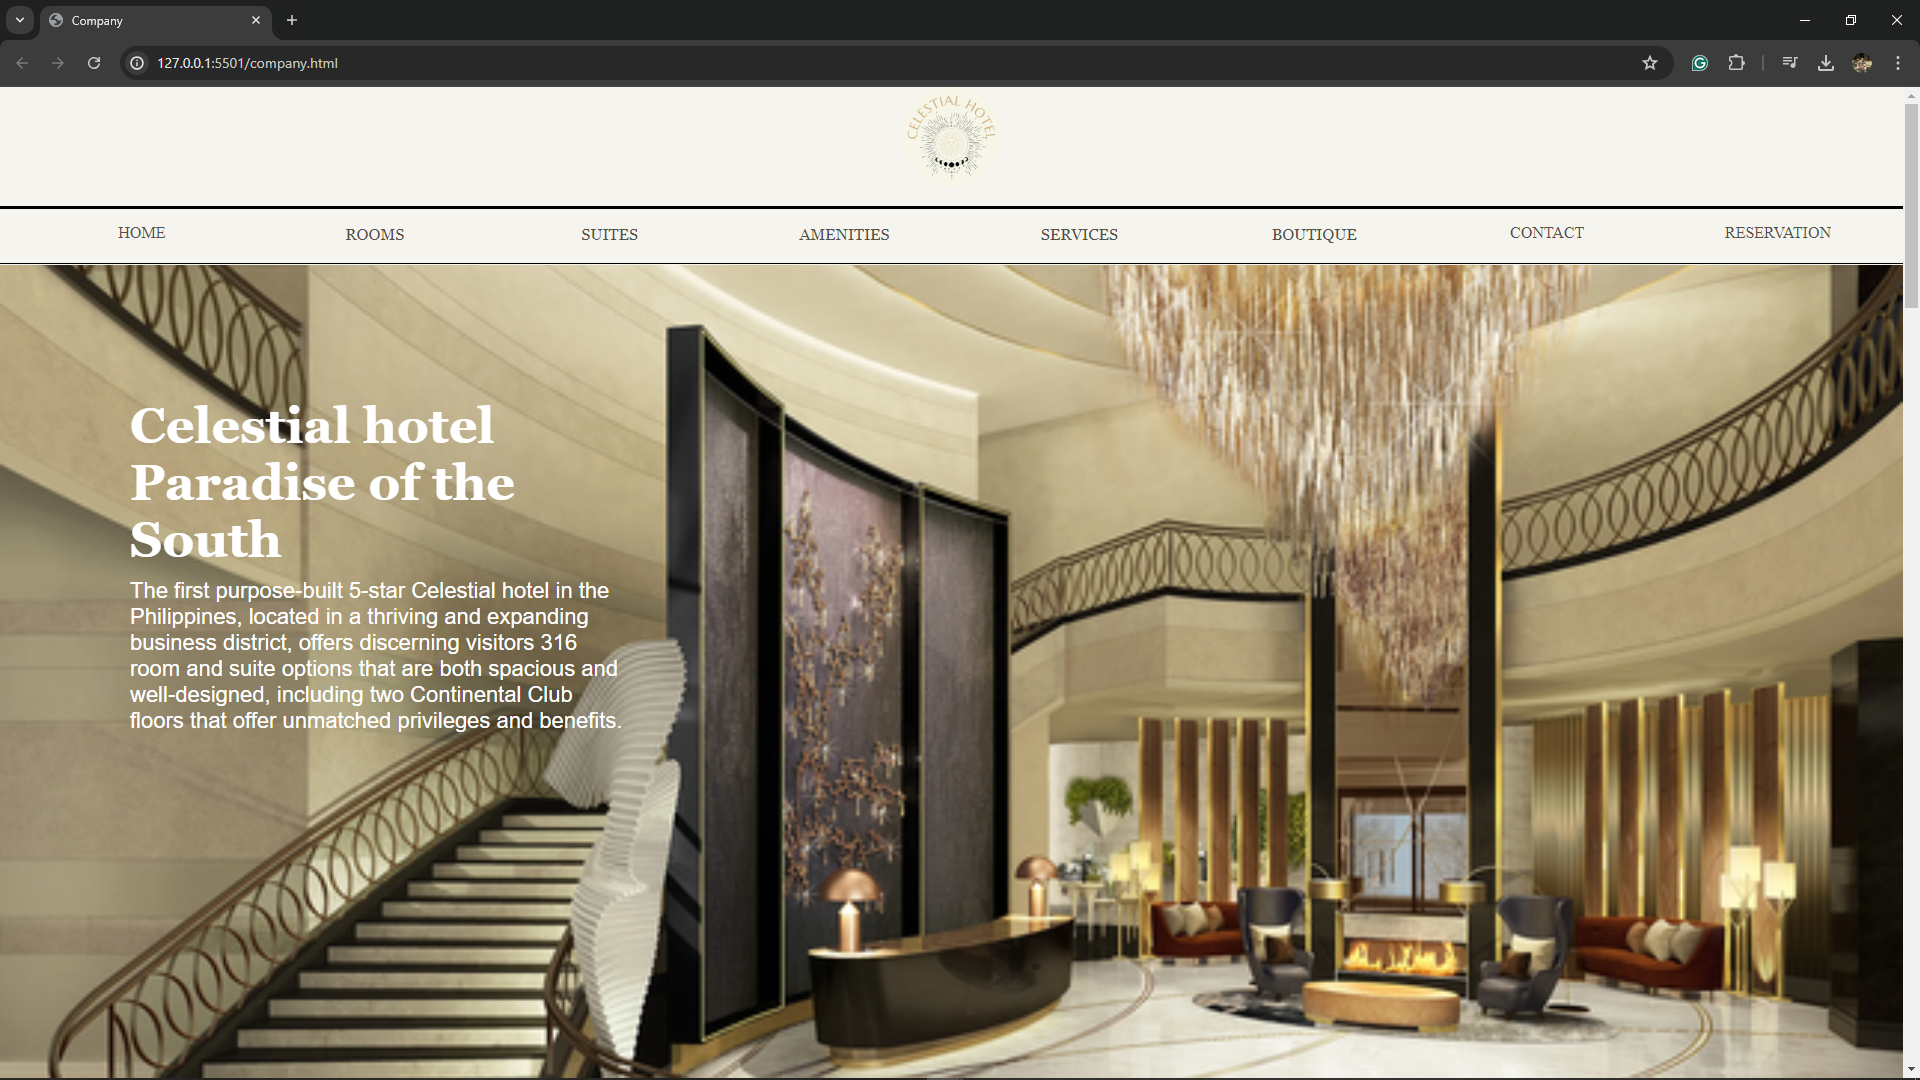 Company
127.0.0.1:5501/company.html
CELESTIAL HOTEL
HOME ROOMS SUITES AMENITIES SERVICES BOUTIQUE CONTACT RESERVATION
Celestial hotel
Paradise of the
South
The first purpose-built 5-star Celestial hotel in the
Philippines, located in a thriving and expanding
business district, offers discerning visitors 316
room and suite options that are both spacious and
well-designed, including two Continental Club
floors that offer unmatched privileges and benefits.